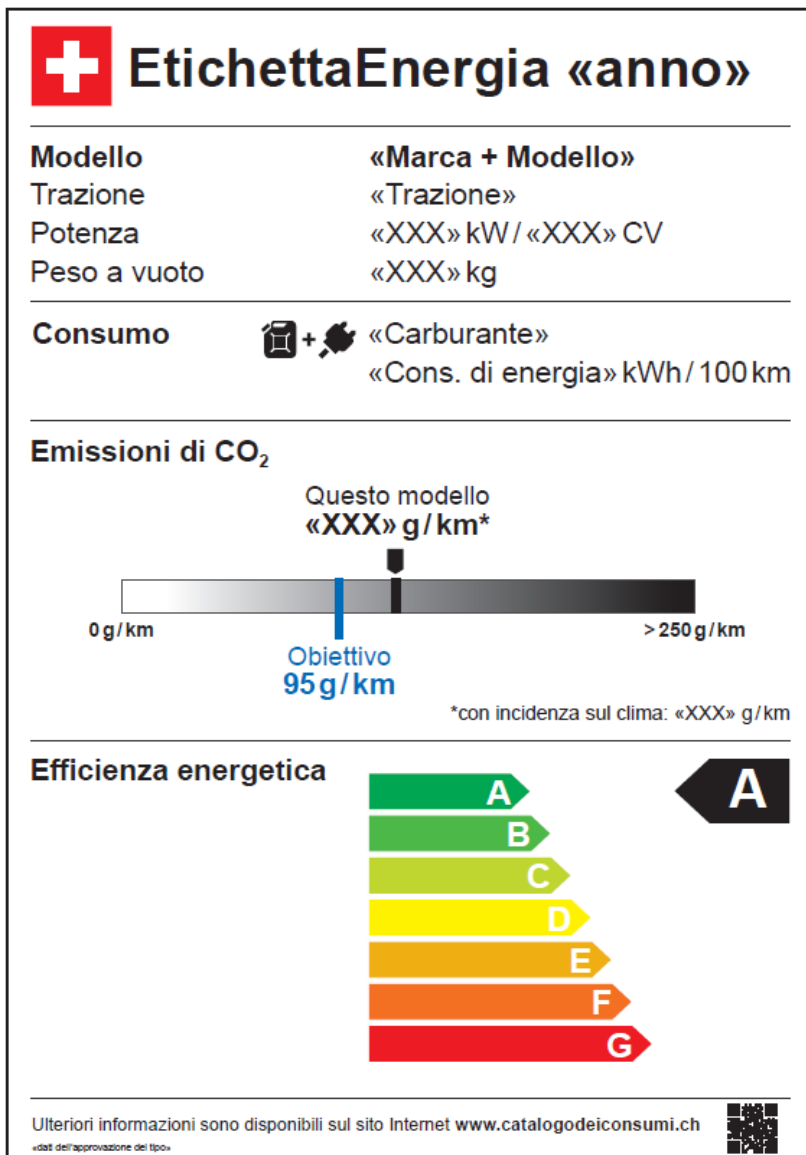 EtichettaEnergia «anno»
Modello «Marca + Modello»
Trazione «Trazione»
Potenza «XXX» kW / «XXX» CV
Peso a vuoto «XXX» kg
Consumo + «Carburante»
«Cons. di energia» kWh / 100 km
Emissioni di CO₂
Questo modello
«XXX» g / km*
0 g / km > 250 g / km
Obiettivo
95 g / km
*con incidenza sul clima: «XXX» g / km
Efficienza energetica
A A
B
C
D
E
F
G
Ulteriori informazioni sono disponibili sul sito Internet www.catalogodeiconsumi.ch
«dati dell'approvazione del tipo»